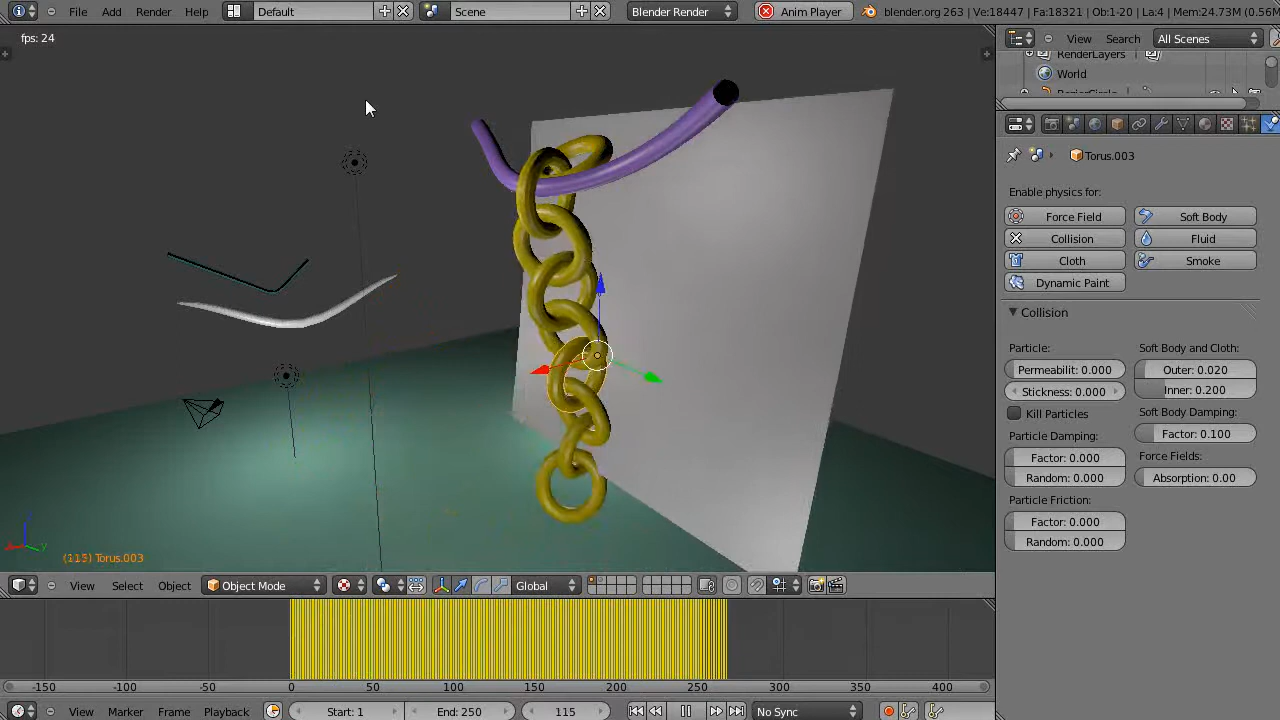 File Add Render Help Default Scene Blender Render Anim Player blender.org 263 | Ve:18447 | Fa:18321 | Ob:1-20 | La:4 | Mem:24.73M (0.56M
fps: 24
View Search All Scenes
RenderLayers
World
BezierCircle
Torus.003
Enable physics for:
Force Field Soft Body
Collision Fluid
Cloth Smoke
Dynamic Paint
Collision
Particle: Soft Body and Cloth:
Permeabilit: 0.000 Outer: 0.020
Stickness: 0.000 Inner: 0.200
Kill Particles Soft Body Damping:
Particle Damping: Factor: 0.100
Factor: 0.000 Force Fields:
Random: 0.000 Absorption: 0.00
Particle Friction:
Factor: 0.000
Random: 0.000
(115) Torus.003
View Select Object Object Mode Global
-150 -100 -50 0 50 100 150 200 250 300 350 400
View Marker Frame Playback Start: 1 End: 250 115 No Sync